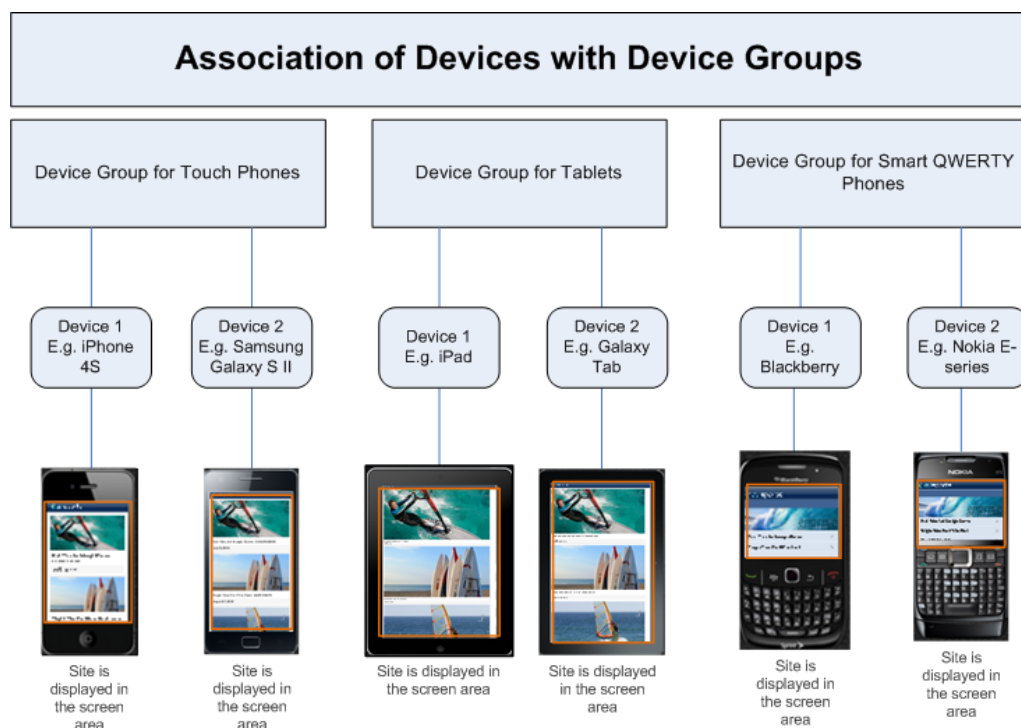 Association of Devices with Device Groups
Device Group for Touch Phones
Device Group for Tablets
Device Group for Smart QWERTY
Phones
Device 1
E.g. iPhone
4S
Device 2
E.g. Samsung
Galaxy S II
Device 1
E.g. iPad
Device 2
E.g. Galaxy
Tab
Device 1
E.g.
Blackberry
Device 2
E.g. Nokia E-
series
BlackBerry
NOKIA
Site is
displayed in
the screen
area
Site is
displayed in
the screen
area
Site is displayed in
the screen area
Site is displayed
in the screen
area
Site is
displayed in
the screen
area
Site is
displayed in
the screen
area